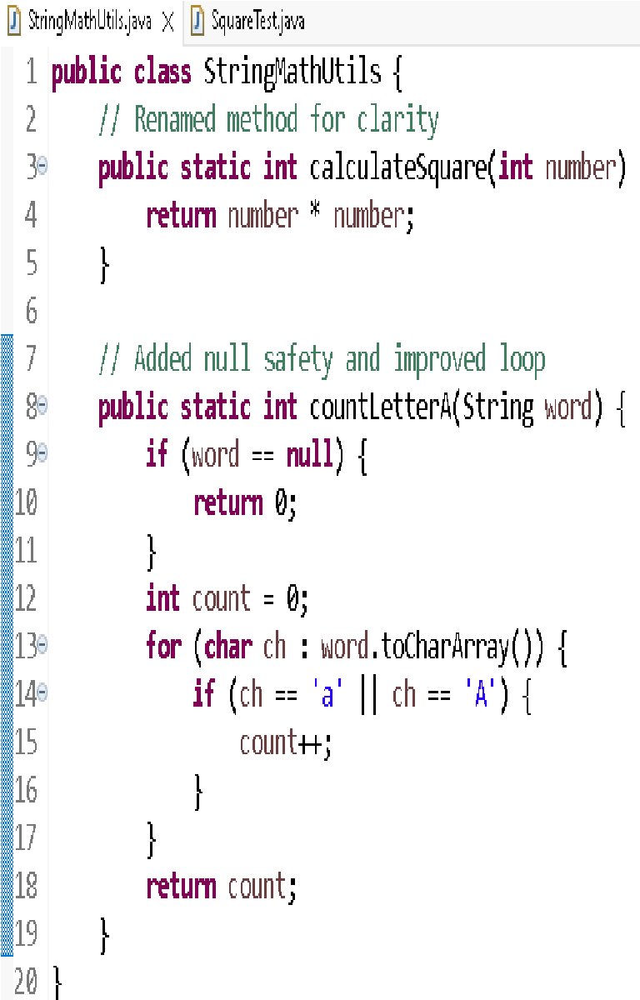 StringMathUtils.java SquareTest.java
1 public class StringMathUtils {
2     // Renamed method for clarity
3     public static int calculateSquare(int number)
4         return number * number;
5     }
6
7     // Added null safety and improved loop
8     public static int countLetterA(String word) {
9         if (word == null) {
10             return 0;
11         }
12         int count = 0;
13         for (char ch : word.toCharArray()) {
14             if (ch == 'a' || ch == 'A') {
15                 count++;
16             }
17         }
18         return count;
19     }
20 }